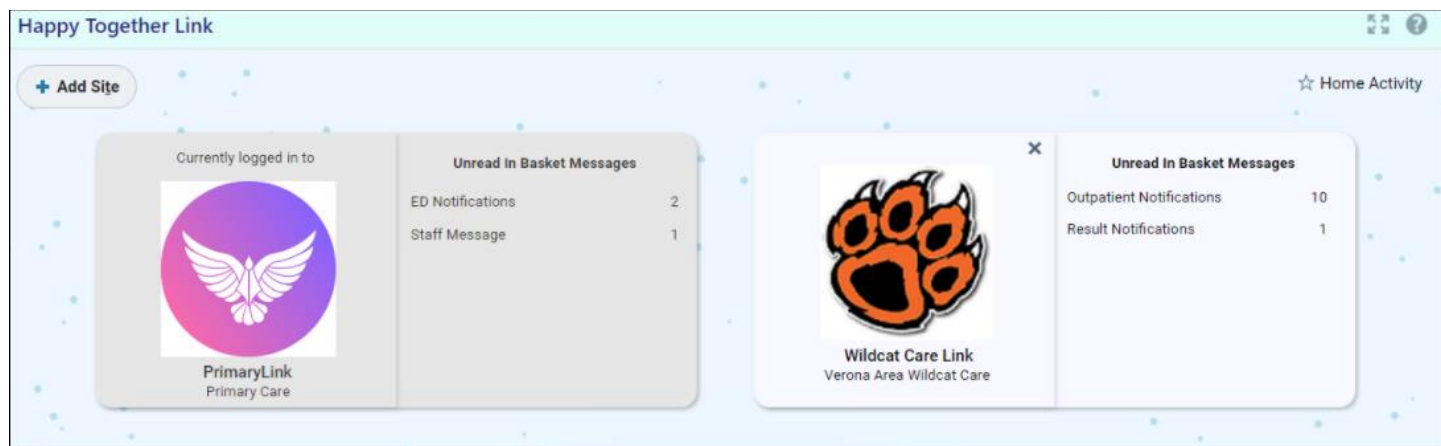 Happy Together Link
Add Site
Home Activity
Currently logged in to
PrimaryLink
Primary Care
Unread In Basket Messages
ED Notifications 2
Staff Message 1
Wildcat Care Link
Verona Area Wildcat Care
Unread In Basket Messages
Outpatient Notifications 10
Result Notifications 1